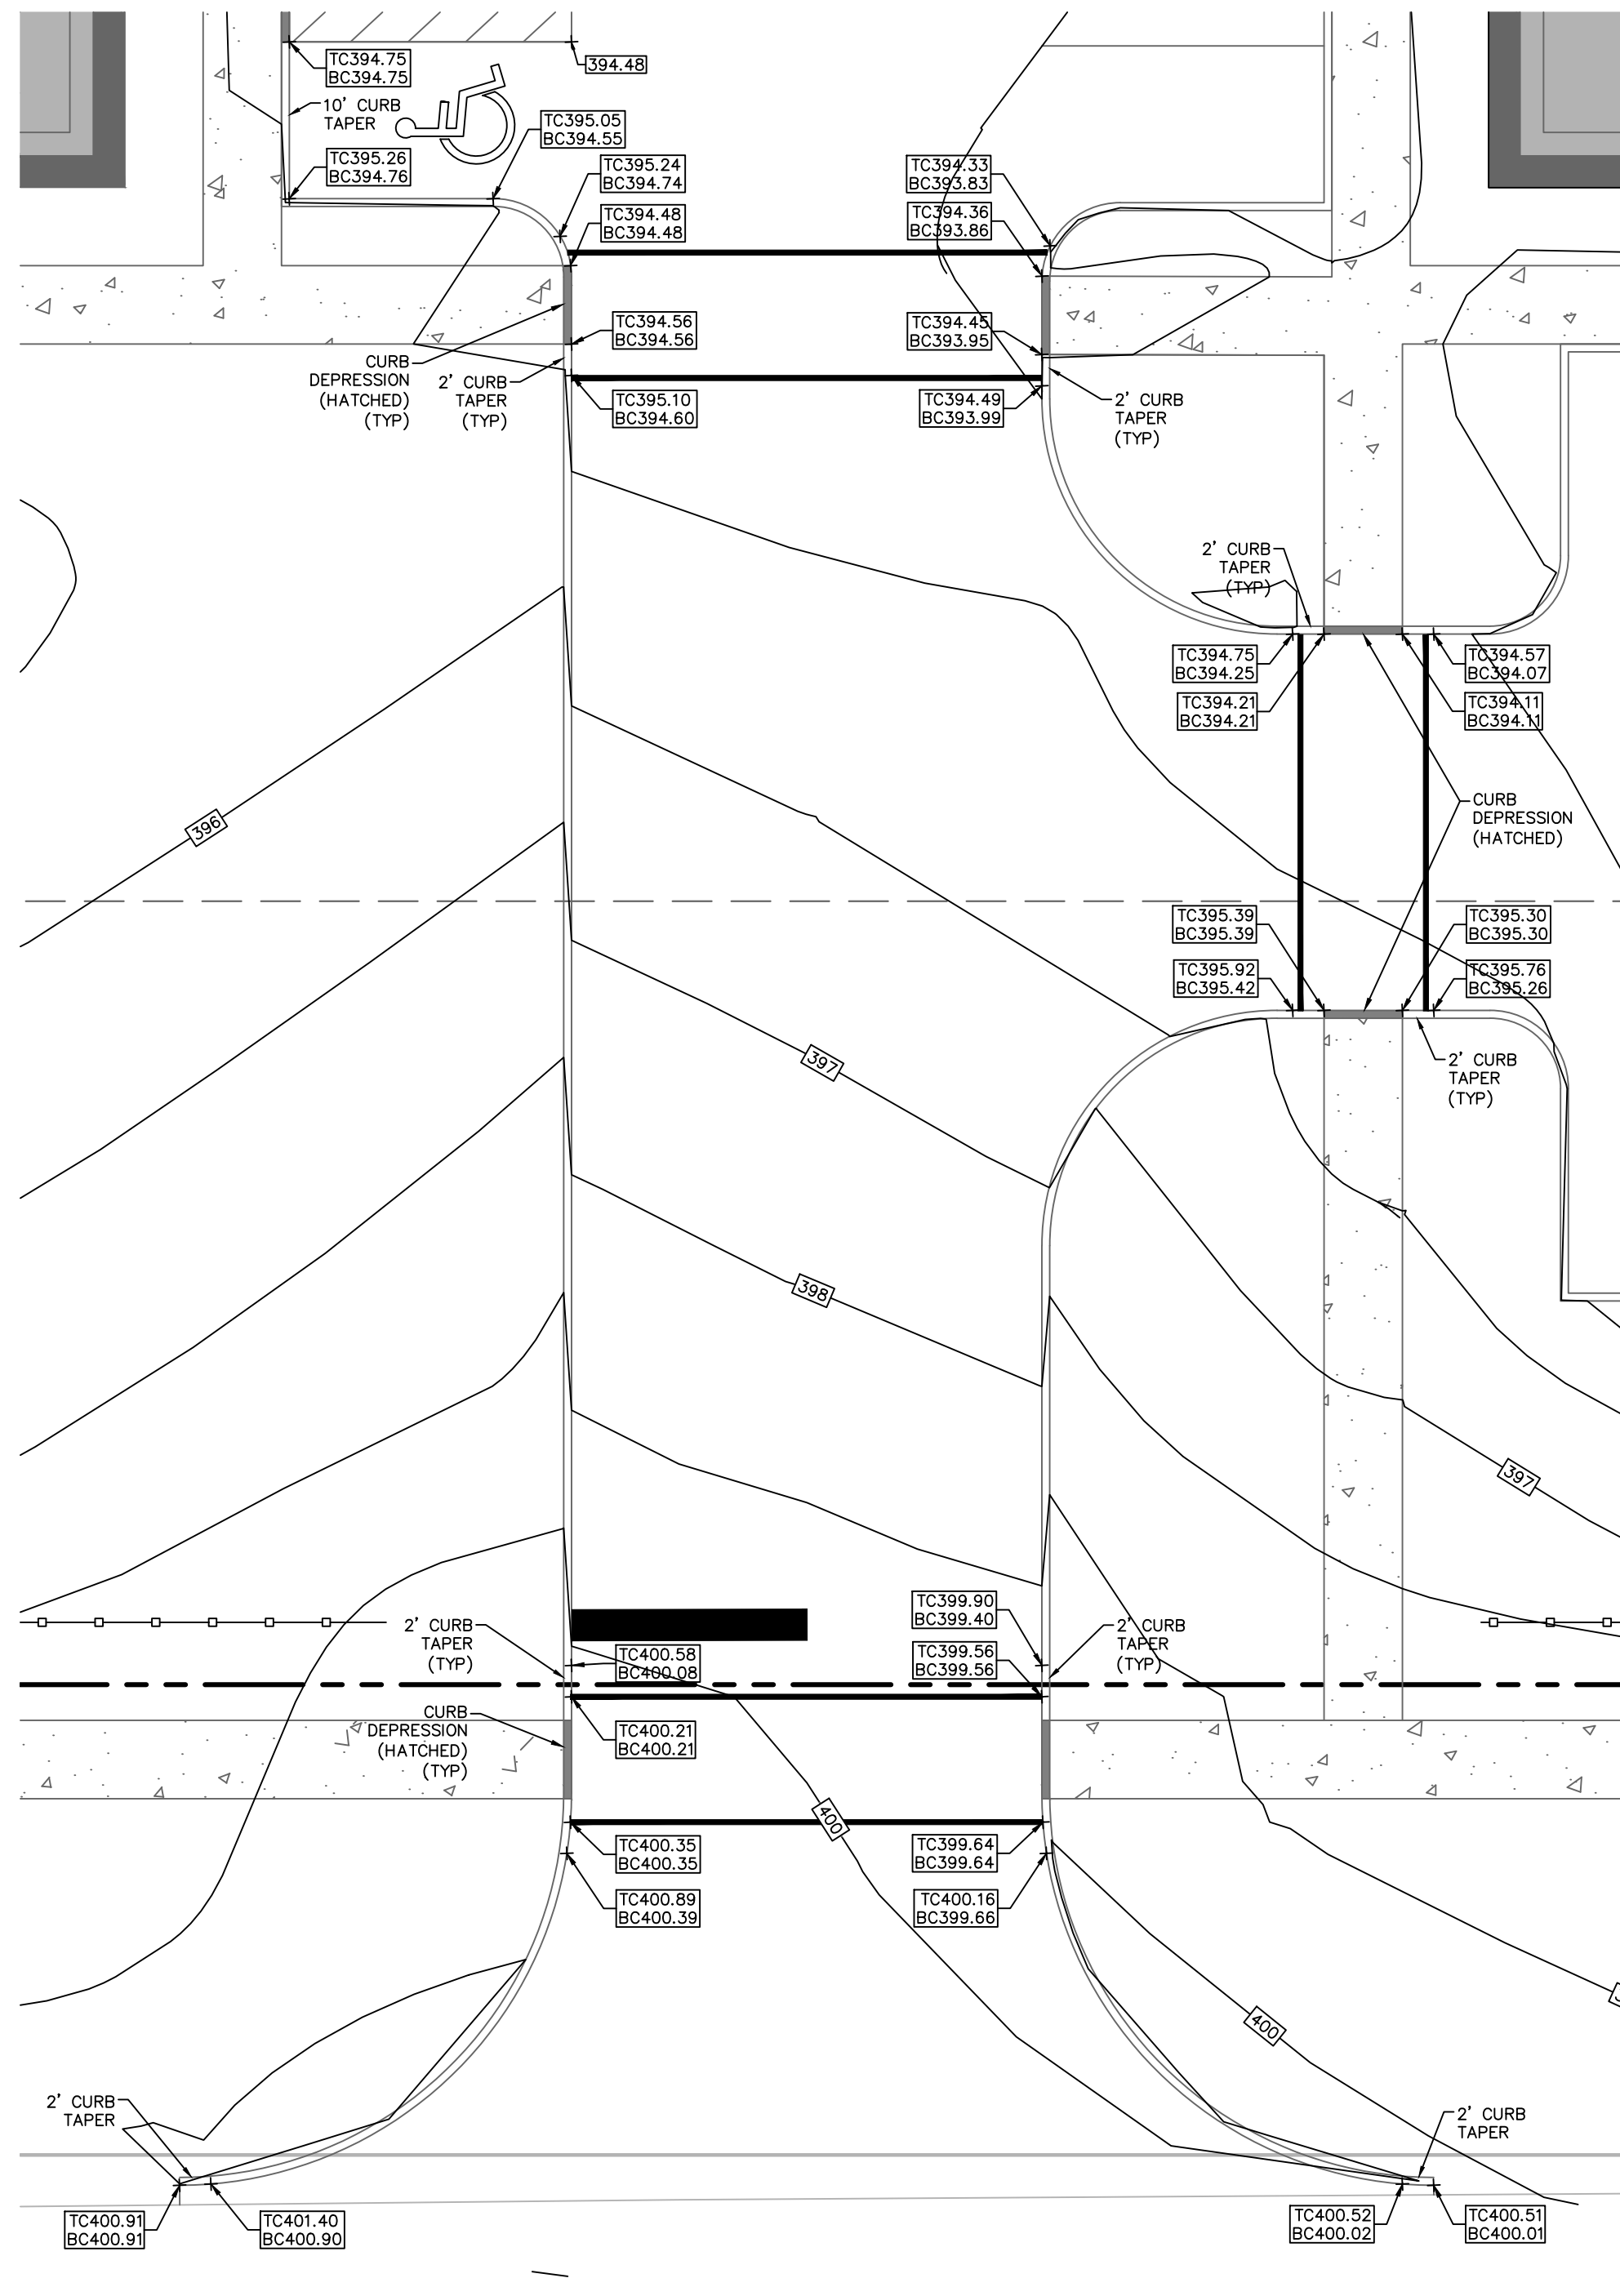 TC394.75
BC394.75
394.48
10' CURB
TAPER
TC395.05
BC394.55
TC395.26
BC394.76
TC395.24
BC394.74
TC394.33
BC393.83
TC394.48
BC394.48
TC394.36
BC393.86
TC394.56
BC394.56
TC394.45
BC393.95
CURB
DEPRESSION
(HATCHED)
(TYP)
2' CURB
TAPER
(TYP)
TC395.10
BC394.60
TC394.49
BC393.99
2' CURB
TAPER
(TYP)
2' CURB
TAPER
(TYP)
TC394.75
BC394.25
TC394.57
BC394.07
TC394.21
BC394.21
TC394.11
BC394.11
396
CURB
DEPRESSION
(HATCHED)
TC395.39
BC395.39
TC395.30
BC395.30
TC395.92
BC395.42
TC395.76
BC395.26
397
2' CURB
TAPER
(TYP)
398
397
2' CURB
TAPER
(TYP)
TC399.90
BC399.40
2' CURB
TAPER
(TYP)
TC400.58
BC400.08
TC399.56
BC399.56
CURB
DEPRESSION
(HATCHED)
(TYP)
TC400.21
BC400.21
400
TC400.35
BC400.35
TC399.64
BC399.64
TC400.89
BC400.39
TC400.16
BC399.66
400
2' CURB
TAPER
2' CURB
TAPER
TC400.91
BC400.91
TC401.40
BC400.90
TC400.52
BC400.02
TC400.51
BC400.01